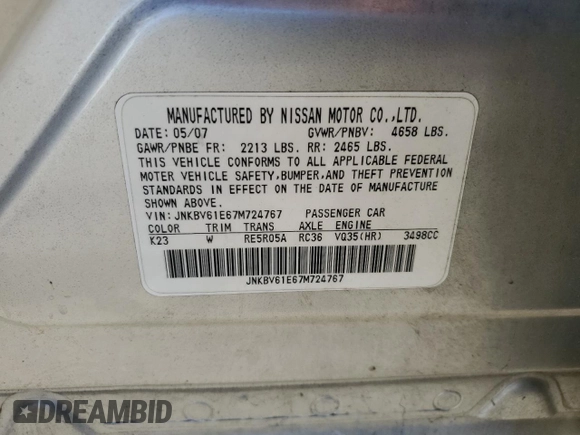 MANUFACTURED BY NISSAN MOTOR CO.,LTD.
DATE: 05/07 GVWR/PNBV: 4658 LBS.
GAWR/PNBE FR: 2213 LBS. RR: 2465 LBS.
THIS VEHICLE CONFORMS TO ALL APPLICABLE FEDERAL
MOTOR VEHICLE SAFETY,BUMPER,AND THEFT PREVENTION
STANDARDS IN EFFECT ON THE DATE OF MANUFACTURE
SHOWN ABOVE.
VIN: JNKBV61E67M724767 PASSENGER CAR
COLOR TRIM TRANS AXLE ENGINE
K23 W RE5R05A RC36 VQ35(HR) 3498CC
JNKBV61E67M724767
DREAMBID